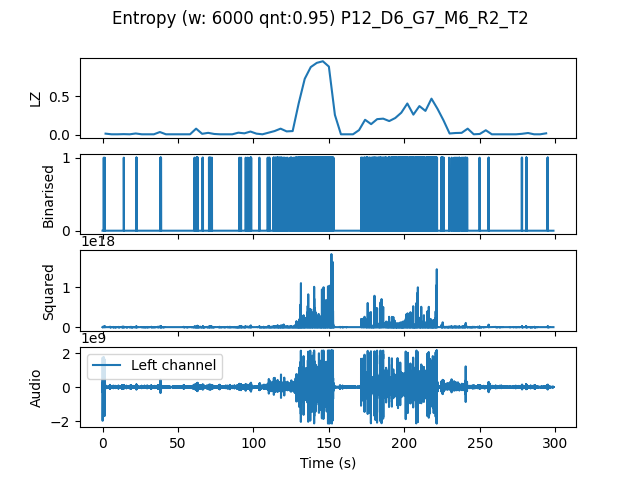 Entropy (w: 6000 qnt:0.95) P12_D6_G7_M6_R2_T2
LZ
0.5
0.0
Binarised
1
0
1e18
Squared
1
0
1e9
Audio
2
0
−2
Left channel
0 50 100 150 200 250 300
Time (s)